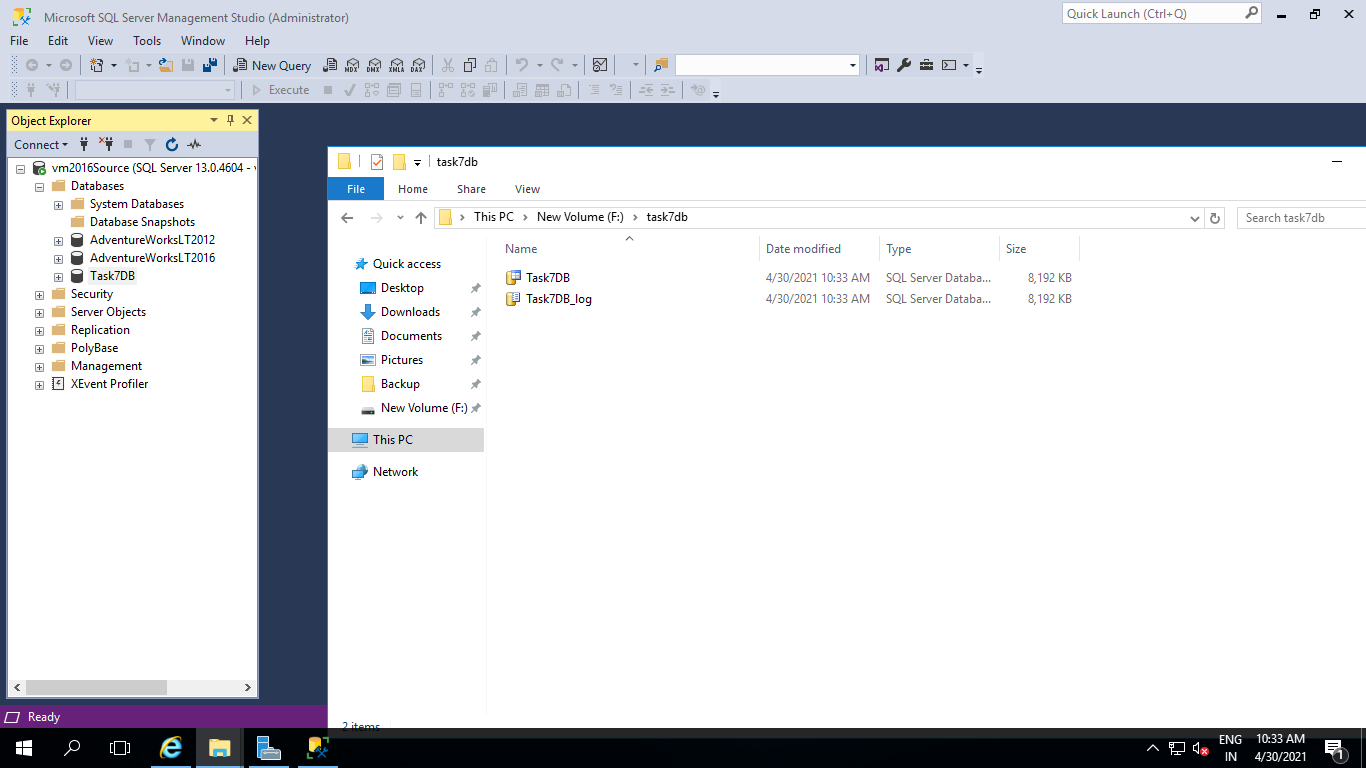 Microsoft SQL Server Management Studio (Administrator)
Quick Launch (Ctrl+Q)
File Edit View Tools Window Help
New Query
MDX DMX XMLA DAX
Execute
Object Explorer
Connect
vm2016Source (SQL Server 13.0.4604 -
Databases
System Databases
Database Snapshots
AdventureWorksLT2012
AdventureWorksLT2016
Task7DB
Security
Server Objects
Replication
PolyBase
Management
XEvent Profiler
task7db
File Home Share View
This PC New Volume (F:) task7db
Search task7db
Quick access
Desktop
Downloads
Documents
Pictures
Backup
New Volume (F:)
This PC
Network
Name Date modified Type Size
Task7DB 4/30/2021 10:33 AM SQL Server Databa... 8,192 KB
Task7DB_log 4/30/2021 10:33 AM SQL Server Databa... 8,192 KB
2 items
Ready
ENG
IN
10:33 AM
4/30/2021
1